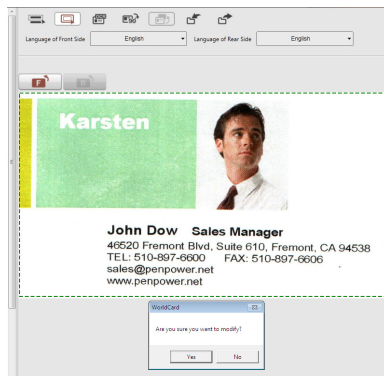 90°
Language of Front Side English Language of Rear Side English
F
Karsten
John Dow Sales Manager
46520 Fremont Blvd, Suite 610, Fremont, CA 94538
TEL: 510-897-6600 FAX: 510-897-6606
sales@penpower.net
www.penpower.net
WorldCard
Are you sure you want to modify?
Yes No